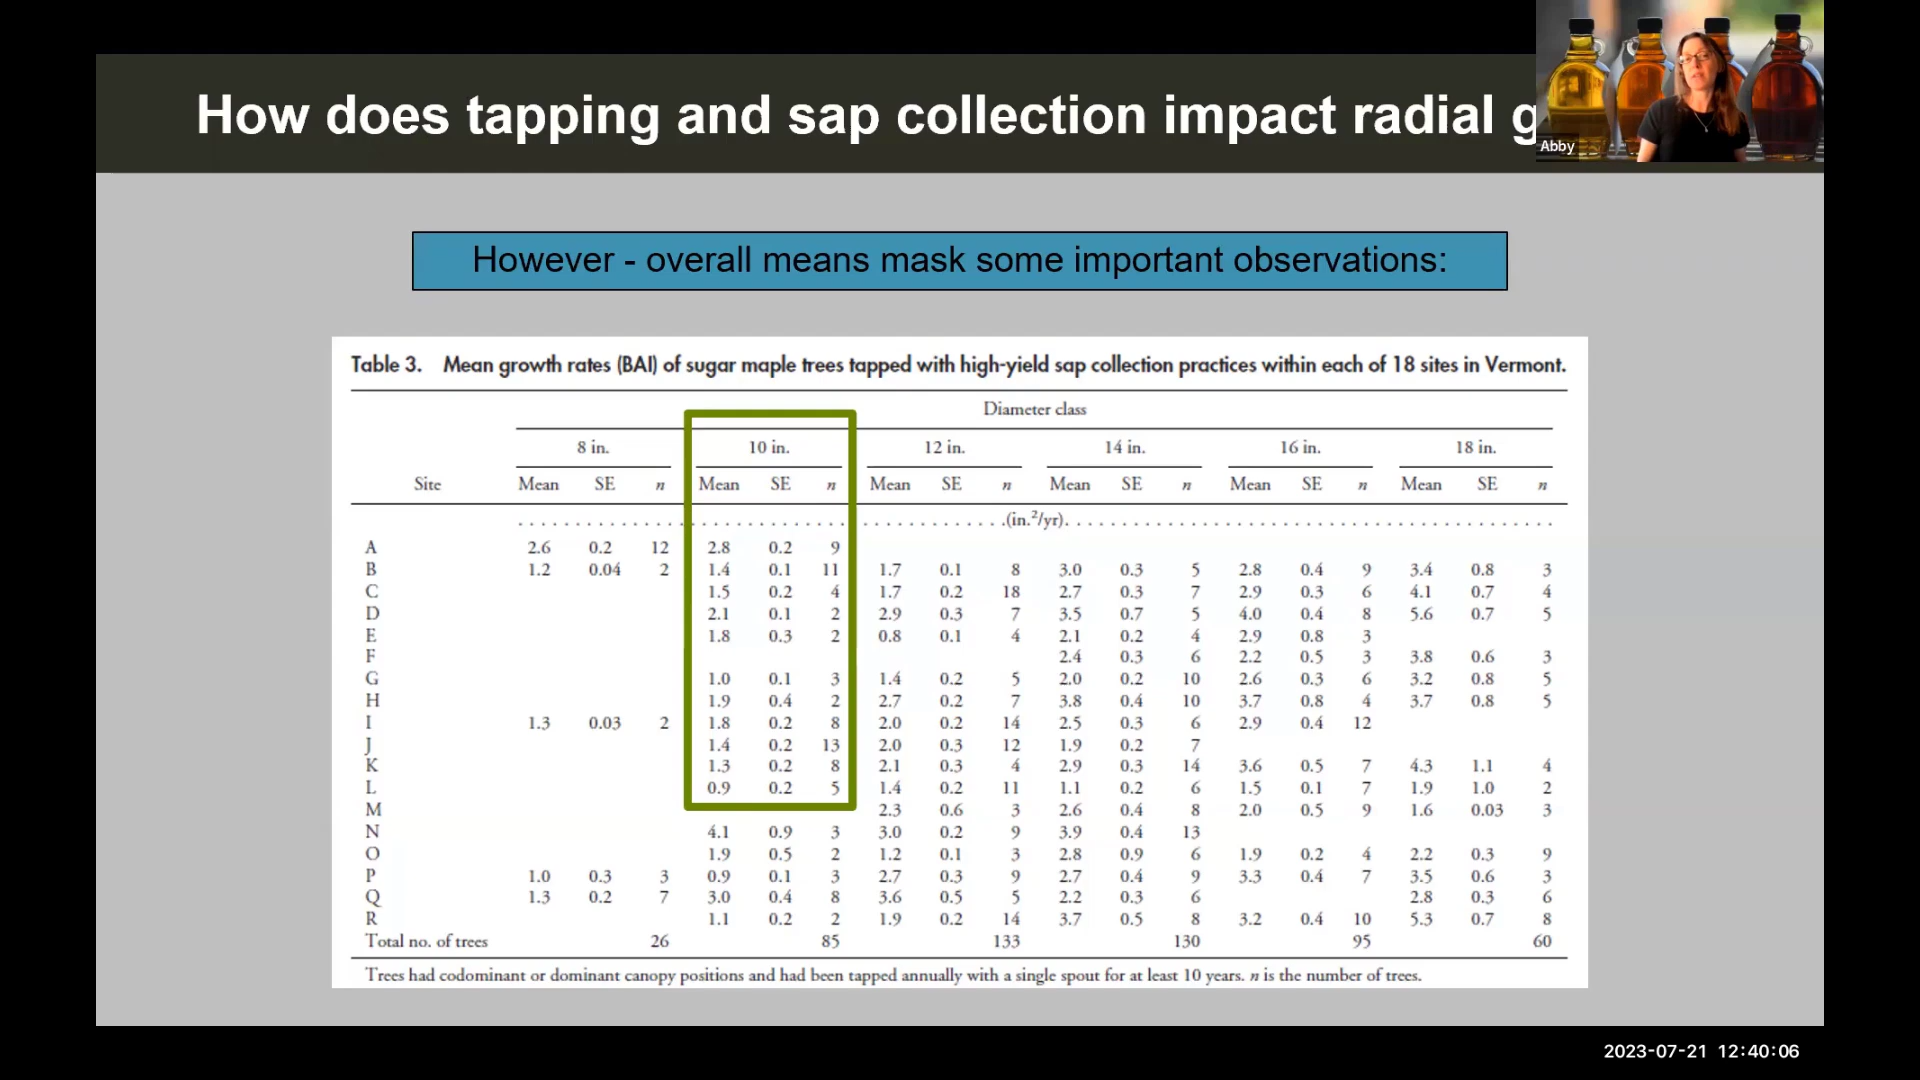 How does tapping and sap collection impact radial g
Abby
However - overall means mask some important observations:
Table 3. Mean growth rates (BAI) of sugar maple trees tapped with high-yield sap collection practices within each of 18 sites in Vermont.
Diameter class
8 in. 10 in. 12 in. 14 in. 16 in. 18 in.
Site Mean SE n Mean SE n Mean SE n Mean SE n Mean SE n Mean SE n
(in.²/yr)
A 2.6 0.2 12 2.8 0.2 9
B 1.2 0.04 2 1.4 0.1 11 1.7 0.1 8 3.0 0.3 5 2.8 0.4 9 3.4 0.8 3
C 1.5 0.2 4 1.7 0.2 18 2.7 0.3 7 2.9 0.3 6 4.1 0.7 4
D 2.1 0.1 2 2.9 0.3 7 3.5 0.7 5 4.0 0.4 8 5.6 0.7 5
E 1.8 0.3 2 0.8 0.1 4 2.1 0.2 4 2.9 0.8 3
F 2.4 0.3 6 2.2 0.5 3 3.8 0.6 3
G 1.0 0.1 3 1.4 0.2 5 2.0 0.2 10 2.6 0.3 6 3.2 0.8 5
H 1.9 0.4 2 2.7 0.2 7 3.8 0.4 10 3.7 0.8 4 3.7 0.8 5
I 1.3 0.03 2 1.8 0.2 8 2.0 0.2 14 2.5 0.3 6 2.9 0.4 12
J 1.4 0.2 13 2.0 0.3 12 1.9 0.2 7
K 1.3 0.2 8 2.1 0.3 4 2.9 0.3 14 3.6 0.5 7 4.3 1.1 4
L 0.9 0.2 5 1.4 0.2 11 1.1 0.2 6 1.5 0.1 7 1.9 1.0 2
M 2.3 0.6 3 2.6 0.4 8 2.0 0.5 9 1.6 0.03 3
N 4.1 0.9 3 3.0 0.2 9 3.9 0.4 13
O 1.9 0.5 2 1.2 0.1 3 2.8 0.9 6 1.9 0.2 4 2.2 0.3 9
P 1.0 0.3 3 0.9 0.1 3 2.7 0.3 9 2.7 0.4 9 3.3 0.4 7 3.5 0.6 3
Q 1.3 0.2 7 3.0 0.4 8 3.6 0.5 5 2.2 0.3 6 2.8 0.3 6
R 1.1 0.2 2 1.9 0.2 14 3.7 0.5 8 3.2 0.4 10 5.3 0.7 8
Total no. of trees 26 85 133 130 95 60
Trees had codominant or dominant canopy positions and had been tapped annually with a single spout for at least 10 years. n is the number of trees.
2023-07-21 12:40:06